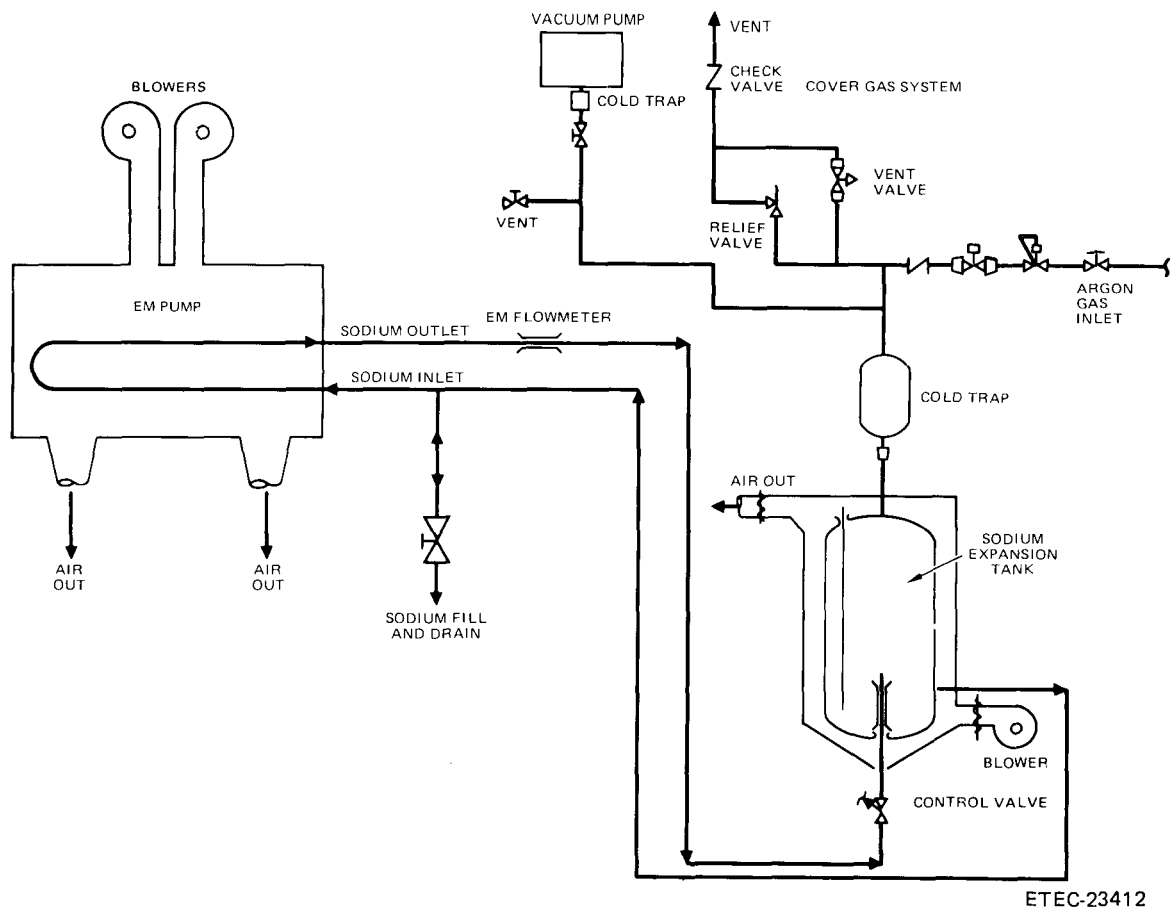 VACUUM PUMP
VENT
CHECK
VALVE
COVER GAS SYSTEM
BLOWERS
COLD TRAP
VENT
VALVE
VENT
RELIEF
VALVE
ARGON
GAS
INLET
EM PUMP
EM FLOWMETER
SODIUM OUTLET
SODIUM INLET
COLD TRAP
AIR OUT
SODIUM
EXPANSION
TANK
AIR
OUT
AIR
OUT
SODIUM FILL
AND DRAIN
BLOWER
CONTROL VALVE
ETEC-23412